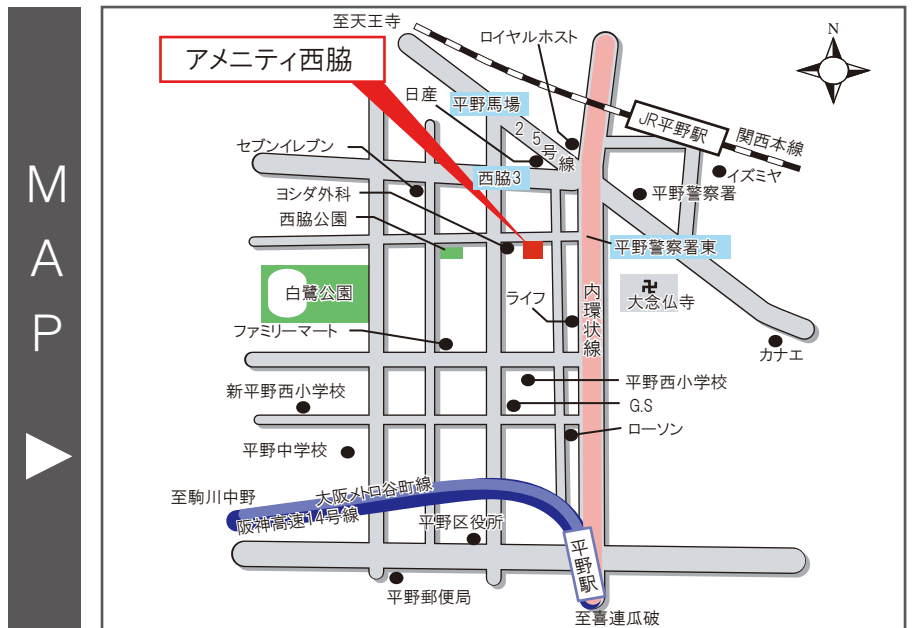 MAP
至天王寺
ロイヤルホスト
N
アメニティ西脇
日産
平野馬場
25号線
JR平野駅
関西本線
セブンイレブン
西脇3
イズミヤ
ヨシダ外科
平野警察署
西脇公園
平野警察署東
白鷺公園
ライフ
内環状線
卍
大念仏寺
ファミリーマート
カナエ
新平野西小学校
平野西小学校
G.S
ローソン
平野中学校
至駒川中野
大阪メトロ谷町線
阪神高速14号線
平野区役所
平野駅
平野郵便局
至喜連瓜破